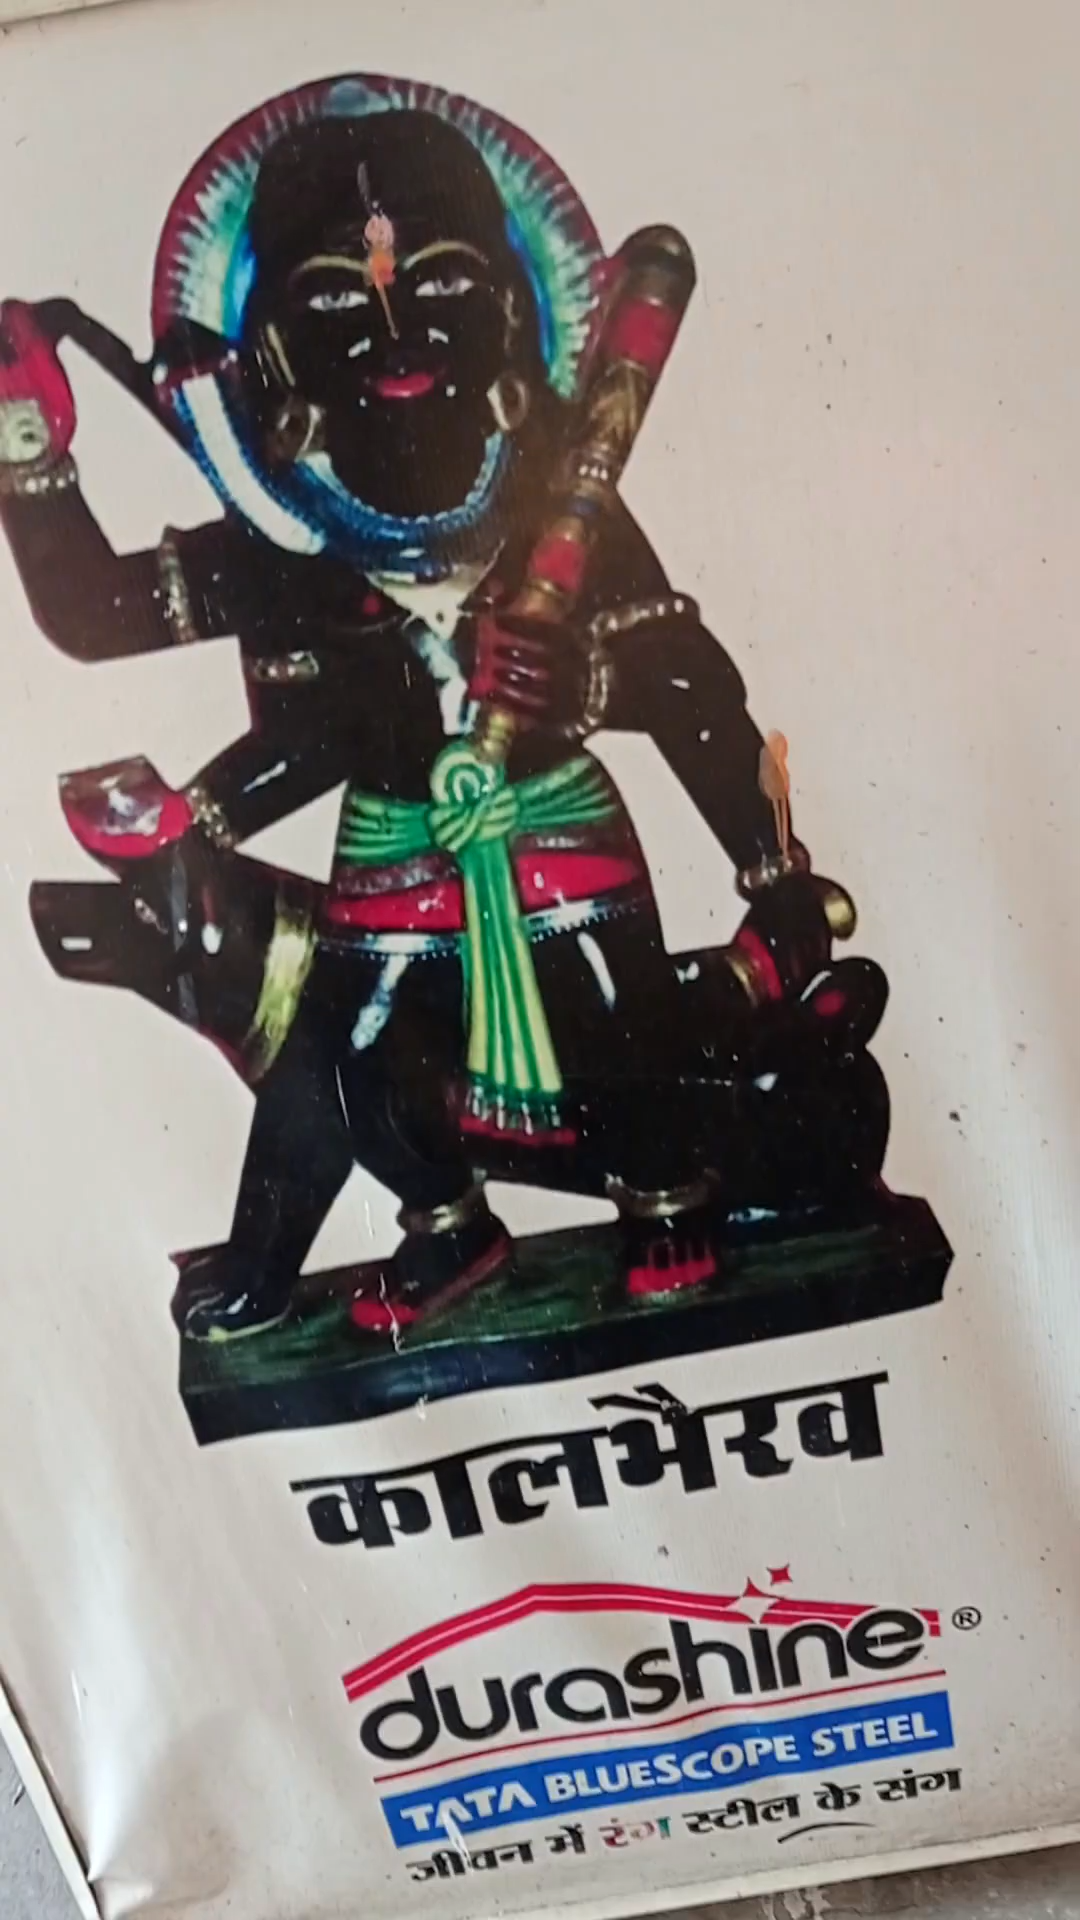 कालभैरव
durashine®
TATA BLUESCOPE STEEL
जीवन में रंग स्टील के संग